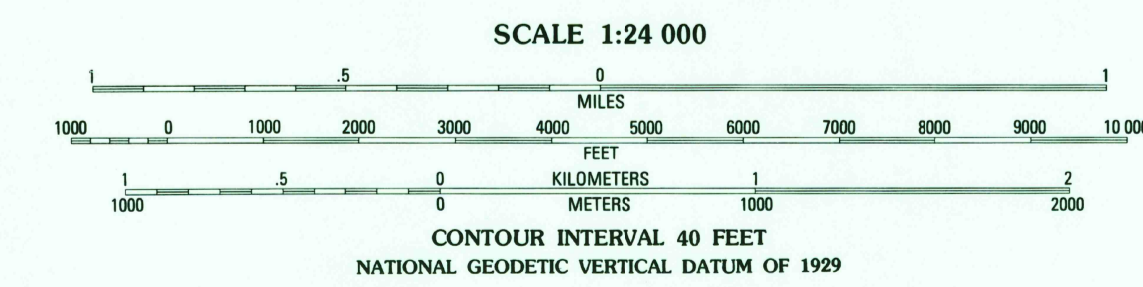 SCALE 1:24 000
1 .5 0 1
MILES
1000 0 1000 2000 3000 4000 5000 6000 7000 8000 9000 10 000
FEET
1 .5 0 KILOMETERS 1 2
1000 0 METERS 1000 2000
CONTOUR INTERVAL 40 FEET
NATIONAL GEODETIC VERTICAL DATUM OF 1929